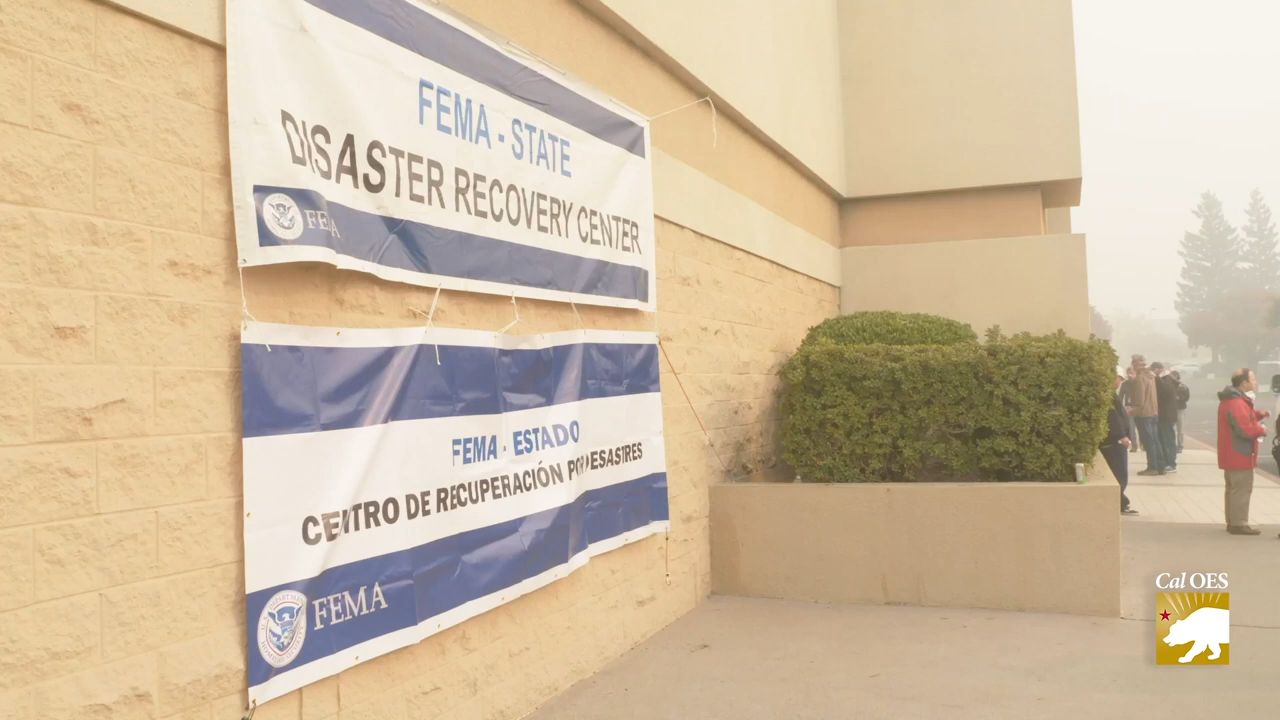 FEMA - STATE
DISASTER RECOVERY CENTER
FEMA
FEMA - ESTADO
CENTRO DE RECUPERACIÓN POR DESASTRES
FEMA
Cal OES